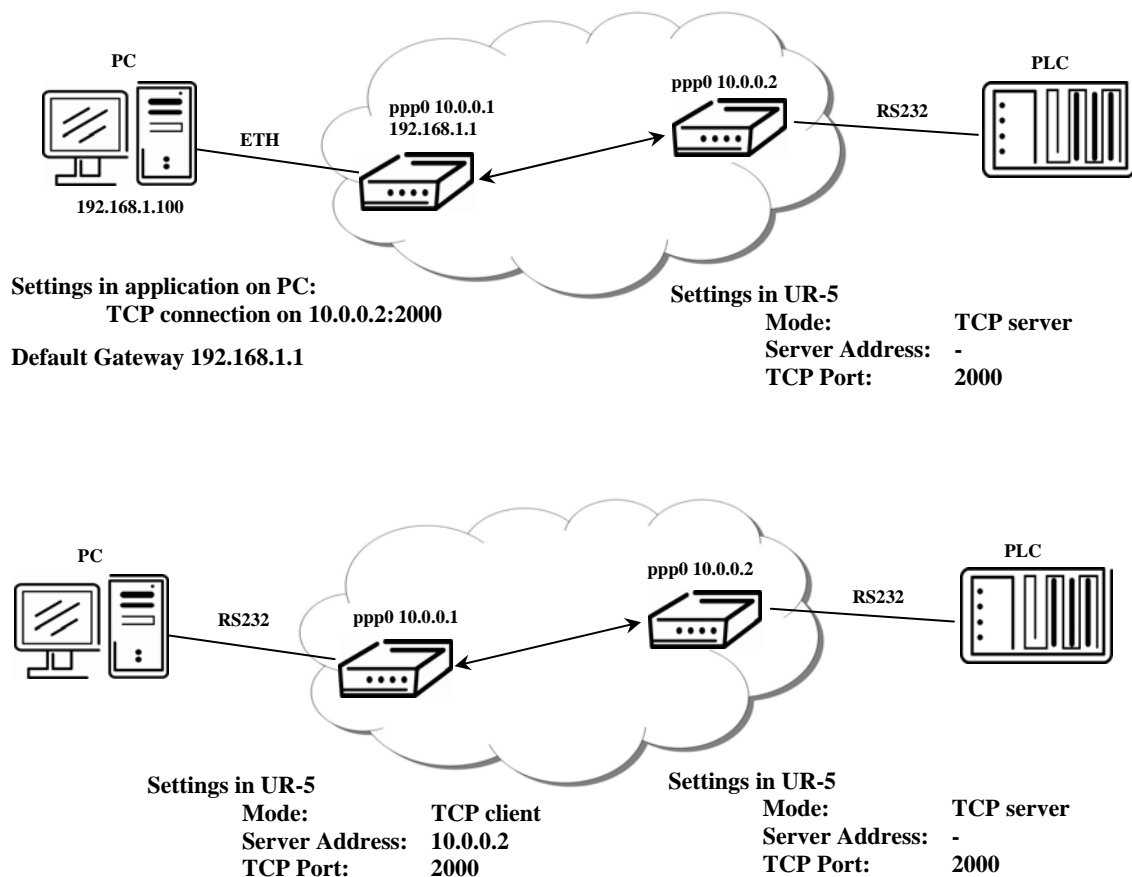 PC
ppp0 10.0.0.2
PLC
ppp0 10.0.0.1
192.168.1.1
RS232
ETH
192.168.1.100
Settings in application on PC:
TCP connection on 10.0.0.2:2000
Default Gateway 192.168.1.1
Settings in UR-5
Mode: TCP server
Server Address: -
TCP Port: 2000
PC
ppp0 10.0.0.2
PLC
RS232
ppp0 10.0.0.1
RS232
Settings in UR-5
Mode: TCP client
Server Address: 10.0.0.2
TCP Port: 2000
Settings in UR-5
Mode: TCP server
Server Address: -
TCP Port: 2000